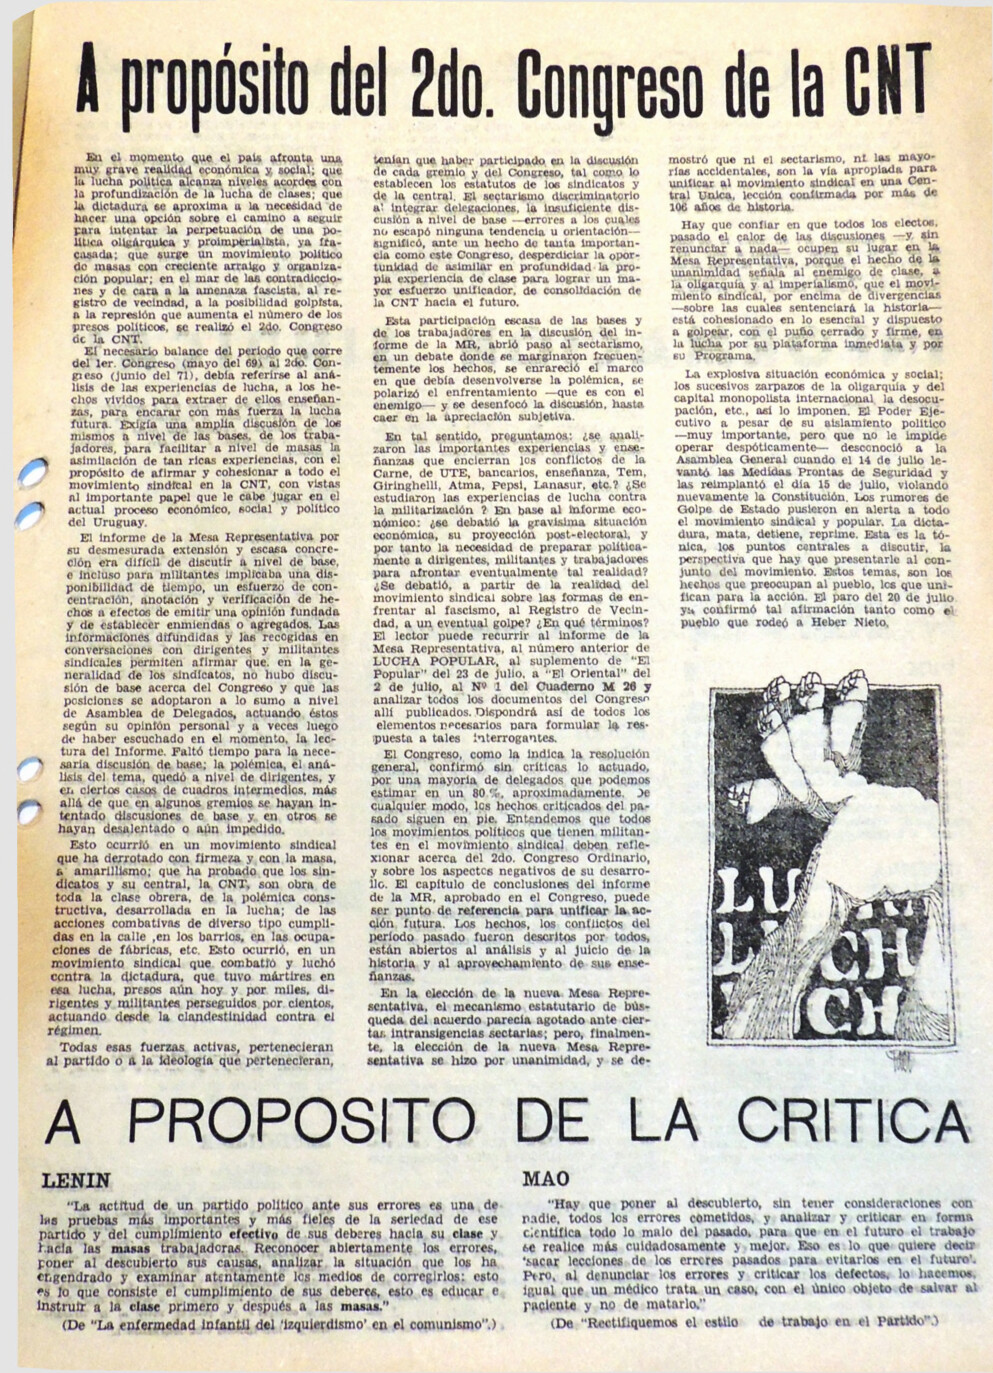 A propósito del 2do. Congreso de la CNT
En el momento que el país afronta una
muy grave realidad económica y social; que
la lucha política alcanza niveles acordes con
la profundización de la lucha de clases; que
la dictadura se aproxima a la necesidad de
hacer una opción sobre el camino a seguir
para intentar la perpetuación de una po-
lítica oligárquica y proimperialista, ya fra-
casada; que surge un movimiento político
de masas con creciente arraigo y organiza-
ción popular; en el mar de las contradiccio-
nes y de cara a la amenaza fascista, al re-
gistro de vecindad, a la posibilidad golpista,
a la represión que aumenta el número de los
presos políticos, se realizó el 2do. Congreso
de la CNT.
El necesario balance del período que corre
del 1er. Congreso (mayo del 69) al 2do. Con-
greso (junio del 71), debía referirse al aná-
lisis de las experiencias de lucha, a los he-
chos vividos para extraer de ellos enseñan-
zas, para encarar con más fuerza la lucha
futura. Exigía una amplia discusión de los
mismos a nivel de las bases, de los traba-
jadores, para facilitar a nivel de masas la
asimilación de tan ricas experiencias, con el
propósito de afirmar y cohesionar a todo el
movimiento sindical en la CNT, con vistas
al importante papel que le cabe jugar en el
actual proceso económico, social y político
del Uruguay.
El informe de la Mesa Representativa por
su desmesurada extensión y escasa concre-
ción era difícil de discutir a nivel de base,
e incluso para militantes implicaba una dis-
ponibilidad de tiempo, un esfuerzo de con-
centración, anotación y verificación de he-
chos a efectos de emitir una opinión fundada
y de establecer enmiendas o agregados. Las
informaciones difundidas y las recogidas en
conversaciones con dirigentes y militantes
sindicales permiten afirmar que, en la ge-
neralidad de los sindicatos, no hubo discu-
sión de base acerca del Congreso y que las
posiciones se adoptaron a lo sumo a nivel
de Asamblea de Delegados, actuando éstos
según su opinión personal y a veces luego
de haber escuchado en el momento, la lec-
tura del Informe. Faltó tiempo para la nece-
saria discusión de base; la polémica, el aná-
lisis del tema, quedó a nivel de dirigentes, y
en ciertos casos de cuadros intermedios, más
allá de que en algunos gremios se hayan in-
tentado discusiones de base y en otros se
hayan desalentado o aún impedido.
Esto ocurrió en un movimiento sindical
que ha derrotado con firmeza y con la masa,
a amarillismo; que ha probado que los sin-
dicatos y su central, la CNT, son obra de
toda la clase obrera, de la polémica cons-
tructiva, desarrollada en la lucha; de las
acciones combativas de diverso tipo cumpli-
das en la calle ,en los barrios, en las ocupa-
ciones de fábricas, etc. Esto ocurrió, en un
movimiento sindical que combatió y luchó
contra la dictadura, que tuvo mártires en
esa lucha, presos aún hoy y por miles, di-
rigentes y militantes perseguidos por cientos,
actuando desde la clandestinidad contra el
régimen.
Todas esas fuerzas activas, pertenecieran
al partido o a la ideología que pertenecieran,
tenían que haber participado en la discusión
de cada gremio y del Congreso, tal como lo
establecen los estatutos de los sindicatos y
de la central. El sectarismo discriminatorio
a' integrar delegaciones, la insuficiente dis-
cusión a nivel de base —errores a los cuales
no escapó ninguna tendencia u orientación—
significó, ante un hecho de tanta importan-
cia como este Congreso, desperdiciar la opor-
tunidad de asimilar en profundidad la pro-
pia experiencia de clase para lograr un ma-
yor esfuerzo unificador, de consolidación de
la CNT hacia el futuro.
Esta participación escasa de las bases y
de los trabajadores en la discusión del in-
forme de la MR, abrió paso al sectarismo,
en un debate donde se marginaron frecuen-
temente los hechos, se enrareció el marco
en que debía desenvolverse la polémica, se
polarizó el enfrentamiento —que es con el
enemigo— y se desenfocó la discusión, hasta
caer en la apreciación subjetiva.
En tal sentido, preguntamos: ¿se anali-
zaron las importantes experiencias y ense-
ñanzas que encierran los conflictos de la
Carne, de UTE, bancarios, enseñanza, Tem,
Giringhelli, Atma, Pepsi, Lanasur, etc.? ¿Se
estudiaron las experiencias de lucha contra
la militarización ? En base al informe eco-
nómico: ¿se debatió la gravísima situación
económica, su proyección post-electoral, y
por tanto la necesidad de preparar política-
mente a dirigentes, militantes y trabajadores
para afrontar eventualmente tal realidad?
¿Se debatió, a partir de la realidad del
movimiento sindical sobre las formas de en-
frentar al fascismo, al Registro de Vecin-
dad, a un eventual golpe? ¿En qué términos?
El lector puede recurrir al informe de la
Mesa Representativa, al número anterior de
LUCHA POPULAR, al suplemento de "El
Popular" del 23 de julio, a "El Oriental" del
2 de julio, al Nº 1 del Cuaderno M 26 y
analizar todos los documentos del Congreso
allí publicados. Dispondrá así de todos los
elementos necesarios para formular la res-
puesta a tales interrogantes.
El Congreso, como la indica la resolución
general, confirmó sin críticas lo actuado,
por una mayoría de delegados que podemos
estimar en un 80 %, aproximadamente. De
cualquier modo, los hechos criticados del pa-
sado siguen en pie. Entendemos que todos
los movimientos políticos que tienen militan-
tes en el movimiento sindical deben refle-
xionar acerca del 2do. Congreso Ordinario,
y sobre los aspectos negativos de su desarro-
llo. El capítulo de conclusiones del informe
de la MR, aprobado en el Congreso, puede
ser punto de referencia para unificar la ac-
ción futura. Los hechos, los conflictos del
período pasado fueron descritos por todos,
están abiertos al análisis y al juicio de la
historia y al aprovechamiento de sus ense-
ñanzas.
En la elección de la nueva Mesa Repre-
sentativa, el mecanismo estatutario de bús-
queda del acuerdo parecía agotado ante cier-
tas intransigencias sectarias; pero, finalmen-
te, la elección de la nueva Mesa Repre-
sentativa se hizo por unanimidad, y se de-
mostró que ni el sectarismo, ni las mayo-
rías accidentales, son la vía apropiada para
unificar al movimiento sindical en una Cen-
tral Unica, lección confirmada por más de
106 años de historia.
Hay que confiar en que todos los electos,
pasado el calor de las discusiones —y sin
renunciar a nada— ocupen su lugar en la
Mesa Representativa, porque el hecho de la
unanimidad señala al enemigo de clase, a
la oligarquía y al imperialismo, que el movi-
miento sindical, por encima de divergencias
—sobre las cuales sentenciará la historia—
está cohesionado en lo esencial y dispuesto
a golpear, con el puño cerrado y firme, en
la lucha por su plataforma inmediata y por
su Programa.
La explosiva situación económica y social;
los sucesivos zarpazos de la oligarquía y del
capital monopolista internacional, la desocu-
pación, etc., así lo imponen. El Poder Eje-
cutivo a pesar de su aislamiento político
—muy importante, pero que no le impide
operar despóticamente— desconoció a la
Asamblea General cuando el 14 de julio le-
vantó las Medidas Prontas de Seguridad y
las reimplantó el día 15 de julio, violando
nuevamente la Constitución. Los rumores de
Golpe de Estado pusieron en alerta a todo
el movimiento sindical y popular. La dicta-
dura, mata, detiene, reprime. Esta es la tó-
nica, los puntos centrales a discutir, la
perspectiva que hay que presentarle al con-
junto del movimiento. Estos temas, son los
hechos que preocupan al pueblo, los que uni-
fican para la acción. El paro del 20 de julio
ya confirmó tal afirmación tanto como el
pueblo que rodeó a Heber Nieto.
LU
LUCH
LUCH
A PROPOSITO DE LA CRITICA
LENIN
"La actitud de un partido político ante sus errores es una de
las pruebas más importantes y más fieles de la seriedad de ese
partido y del cumplimiento efectivo de sus deberes hacia su clase y
hacia las masas trabajadoras. Reconocer abiertamente los errores,
poner al descubierto sus causas, analizar la situación que los ha
engendrado y examinar atentamente los medios de corregirlos: esto
es lo que consiste el cumplimiento de sus deberes, esto es educar e
instruir a la clase primero y después a las masas."
(De "La enfermedad infantil del 'izquierdismo' en el comunismo".)
MAO
"Hay que poner al descubierto, sin tener consideraciones con
nadie, todos los errores cometidos, y analizar y criticar en forma
científica todo lo malo del pasado, para que en el futuro el trabajo
se realice más cuidadosamente y mejor. Eso es lo que quiere decir
'sacar lecciones de los errores pasados para evitarlos en el futuro'.
Pero, al denunciar los errores y criticar los defectos, lo hacemos,
igual que un médico trata un caso, con el único objeto de salvar al
paciente y no de matarlo."
(De "Rectifiquemos el estilo de trabajo en el Partido".)